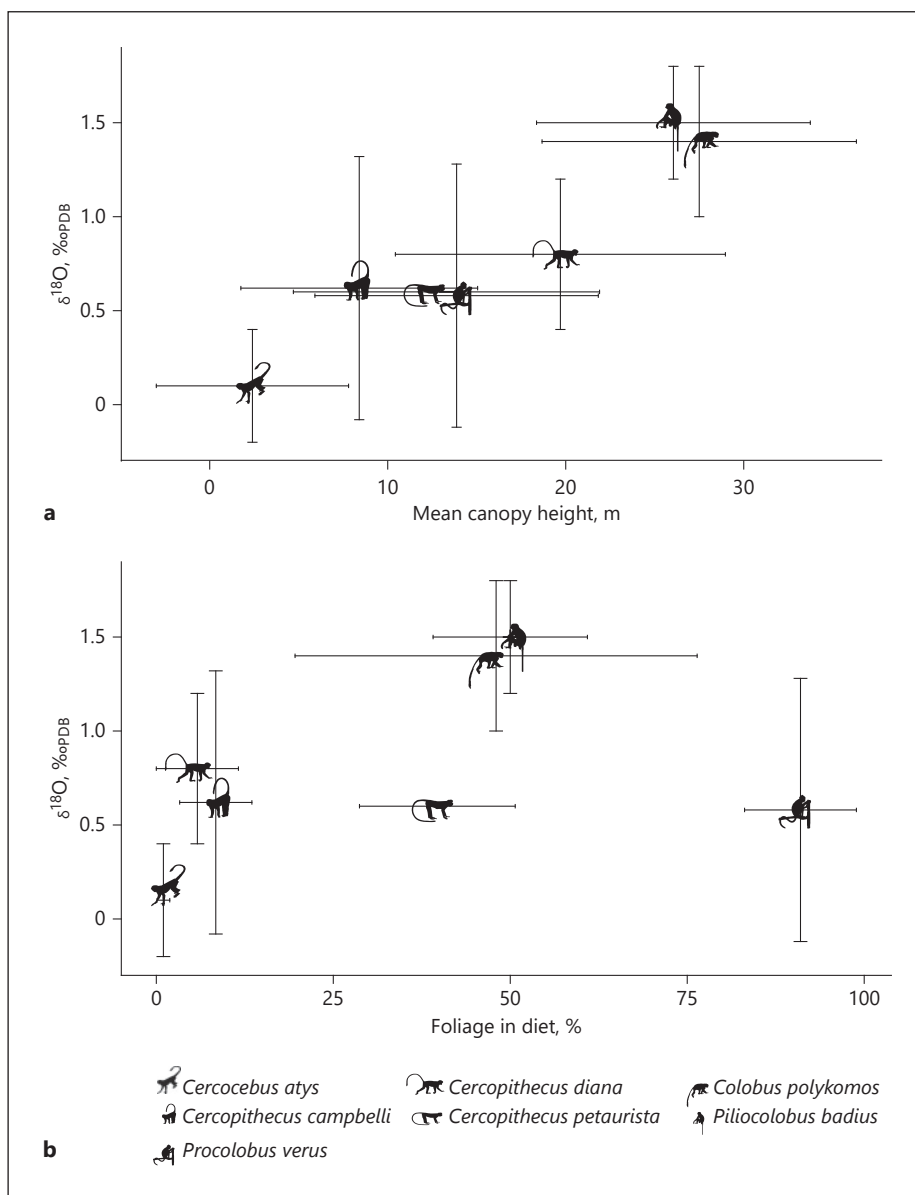 1.5
1.0
0.5
0
δ18O, ‰PDB
0 10 20 30
a
Mean canopy height, m
1.5
1.0
0.5
0
δ18O, ‰PDB
0 25 50 75 100
Foliage in diet, %
Cercocebus atys Cercopithecus diana Colobus polykomos
Cercopithecus campbelli Cercopithecus petaurista Piliocolobus badius
b Procolobus verus